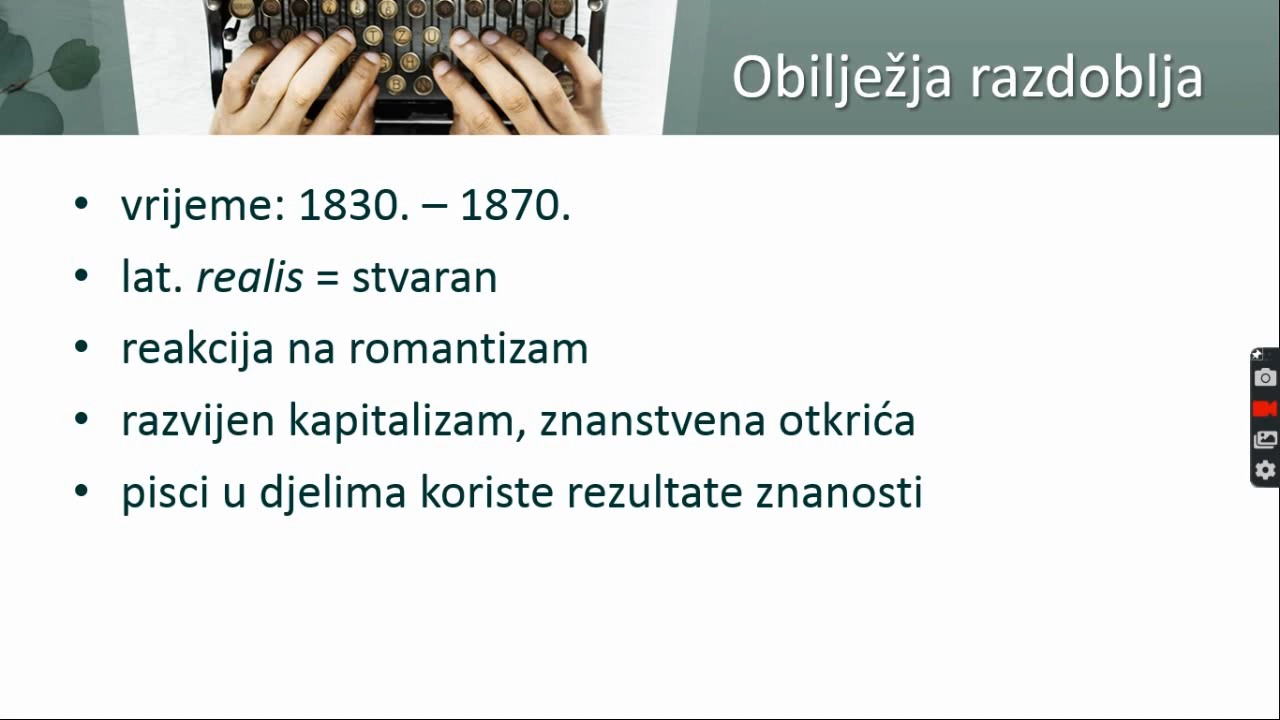 Obilježja razdoblja
• vrijeme: 1830. – 1870.
• lat. realis = stvaran
• reakcija na romantizam
• razvijen kapitalizam, znanstvena otkrića
• pisci u djelima koriste rezultate znanosti